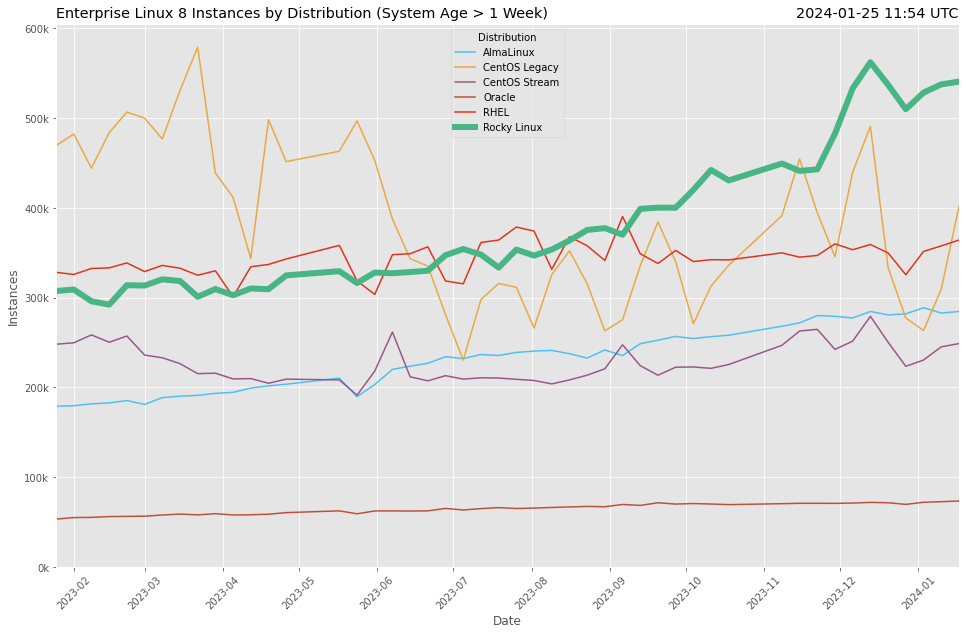 Enterprise Linux 8 Instances by Distribution (System Age > 1 Week)
2024-01-25 11:54 UTC
600k
500k
400k
300k
200k
100k
0k
Instances
Distribution
AlmaLinux
CentOS Legacy
CentOS Stream
Oracle
RHEL
Rocky Linux
2023-02
2023-03
2023-04
2023-05
2023-06
2023-07
2023-08
2023-09
2023-10
2023-11
2023-12
2024-01
Date